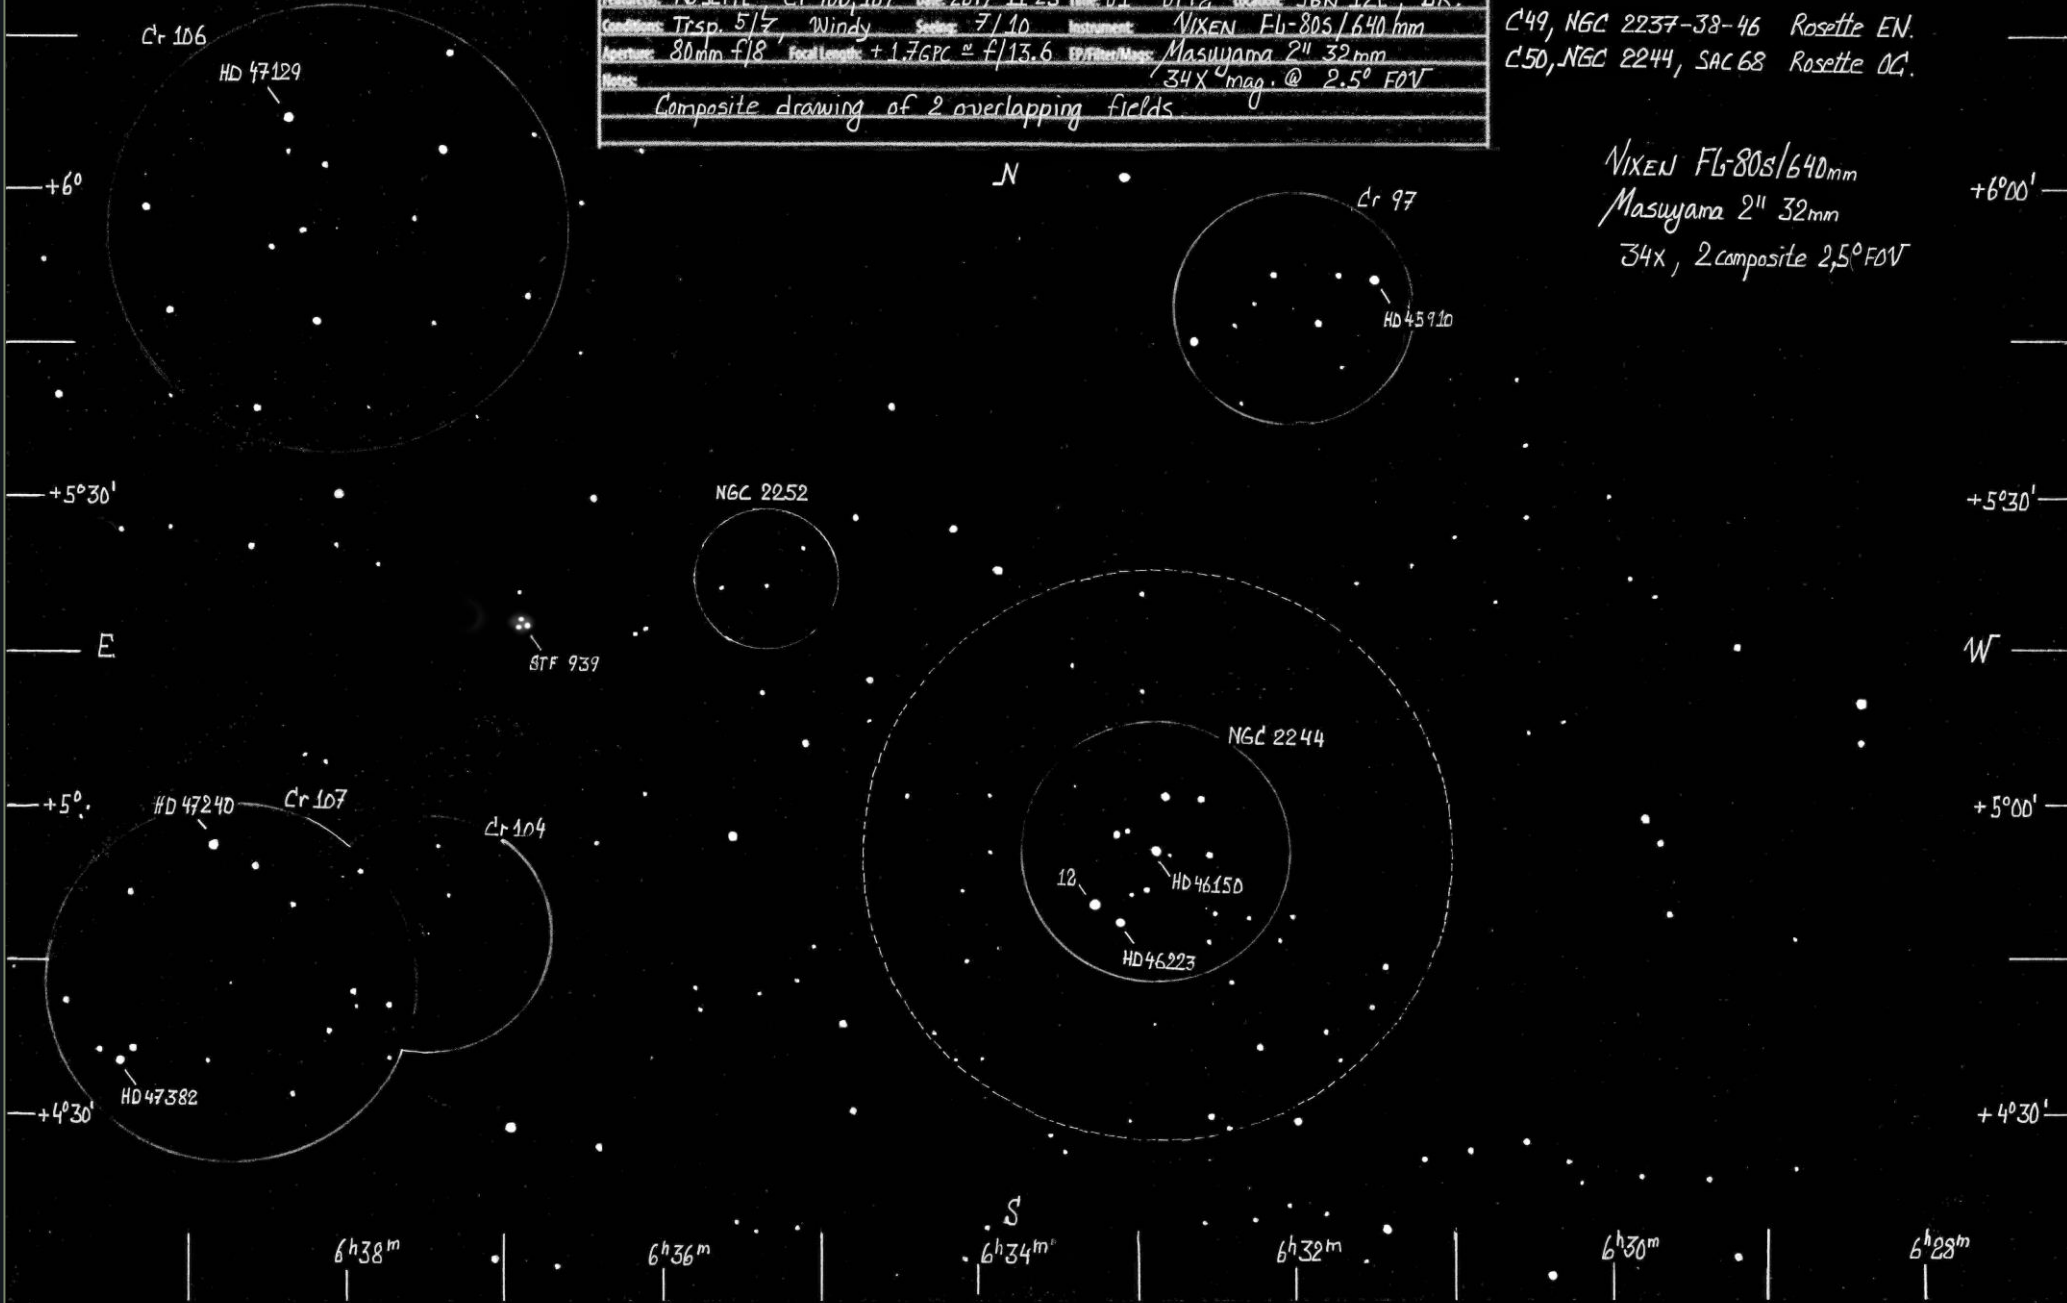 Cr 106
HD 47129
Conditions: Trsp. 5/7, Windy Seeing: 7/10 Instrument: ViXEN FL-80S/640mm
Aperture: 80mm f/8 Focal Length: +1.7GPC ≃ f/13.6 EP/Filter/Mags: Masuyama 2" 32mm
Notes: 34X mag. @ 2.5° FOV
Composite drawing of 2 overlapping fields.
C49, NGC 2237-38-46 Rosette EN.
C50, NGC 2244, SAC 68 Rosette OC.
ViXEN FL-80s/640mm
Masuyama 2" 32mm
34x, 2 composite 2,5° FOV
N
+6°
+6°00'
Cr 97
HD 45910
+5°30'
NGC 2252
+5°30'
E
STF 939
W
NGC 2244
+5°
HD 47240
Cr 107
Cr 104
+5°00'
12
HD 46150
HD 46223
HD 47382
+4°30'
+4°30'
S
6h38m
6h36m
6h34m
6h32m
6h30m
6h28m